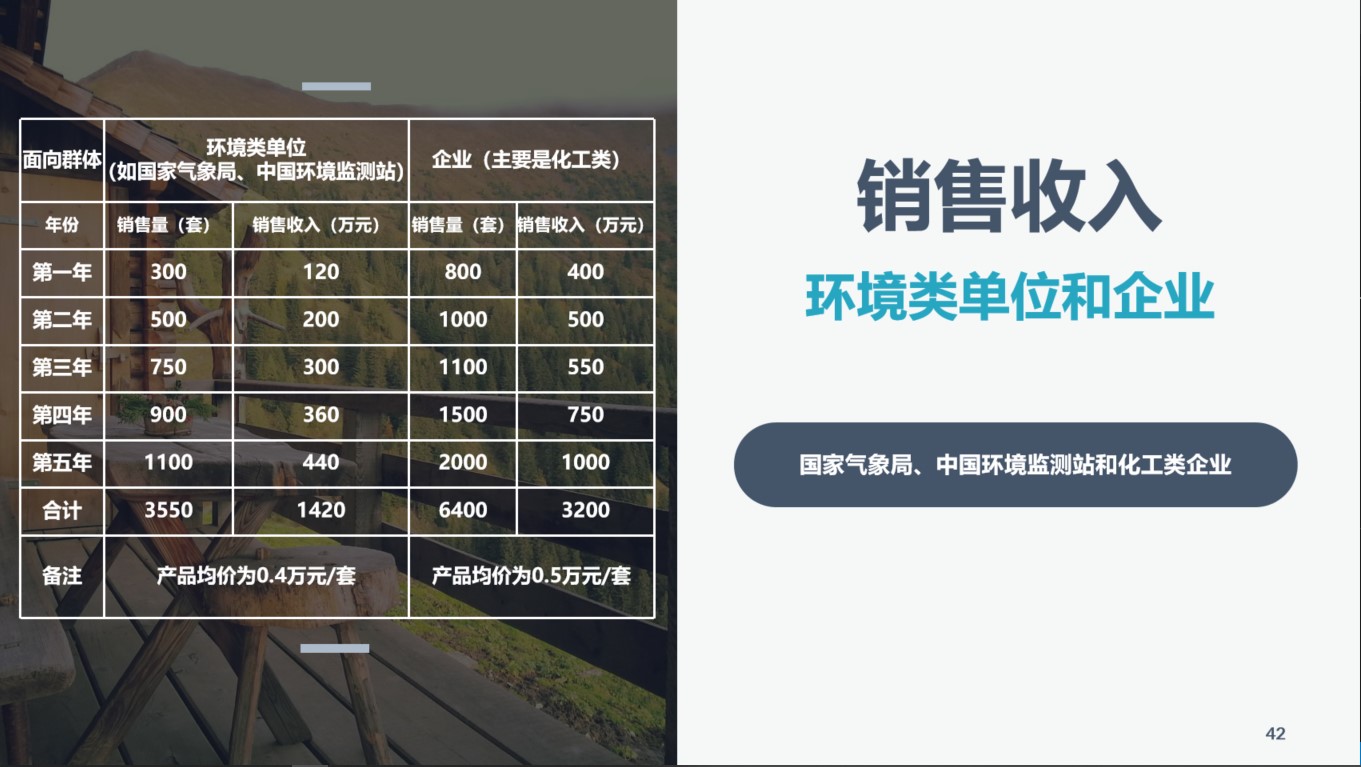 面向群体 环境类单位
(如国家气象局、中国环境监测站) 企业（主要是化工类）
年份 销售量（套） 销售收入（万元） 销售量（套） 销售收入（万元）
第一年 300 120 800 400
第二年 500 200 1000 500
第三年 750 300 1100 550
第四年 900 360 1500 750
第五年 1100 440 2000 1000
合计 3550 1420 6400 3200
备注 产品均价为0.4万元/套 产品均价为0.5万元/套
销售收入
环境类单位和企业
国家气象局、中国环境监测站和化工类企业
42